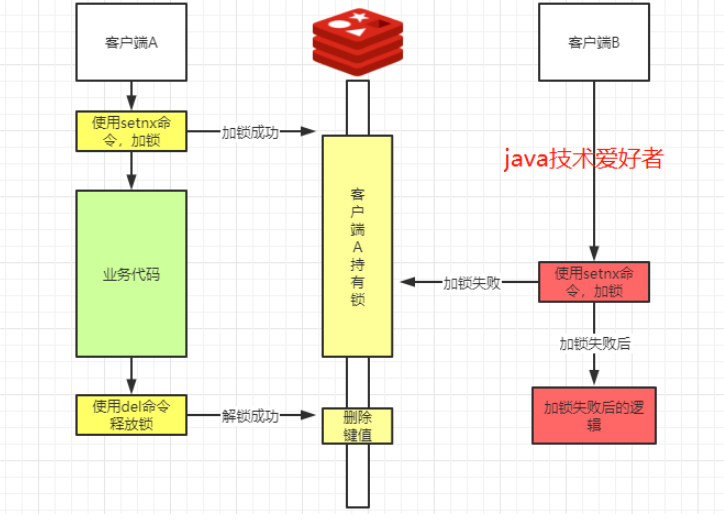 客户端A
客户端B
使用setnx命
令，加锁
加锁成功
java技术爱好者
客
户
端
A
持
有
锁
业务代码
加锁失败
使用setnx命
令，加锁
加锁失败后
使用del命令
释放锁
解锁成功
删除
键值
加锁失败后的逻
辑